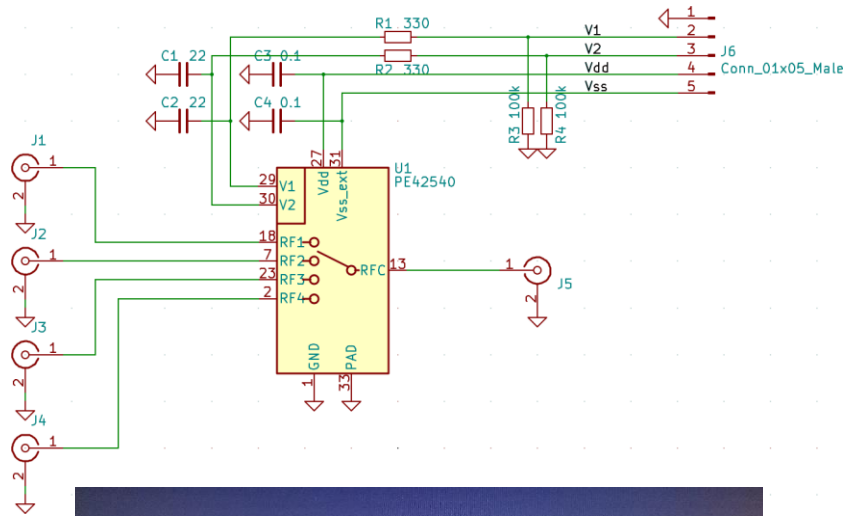 R1 330
V1
1
2
C1 22
C3 0.1
R2 330
V2
3
J6
Vdd
4
Conn_01x05_Male
C2 22
C4 0.1
Vss
5
R3 100k
R4 100k
J1
1
2
27
31
U1
PE42540
29
V1
Vdd
Vss_ext
30
V2
J2
1
2
18
RF1
7
RF2
13
RFC
1
J5
2
23
RF3
2
RF4
J3
1
2
GND
PAD
1
33
J4
1
2